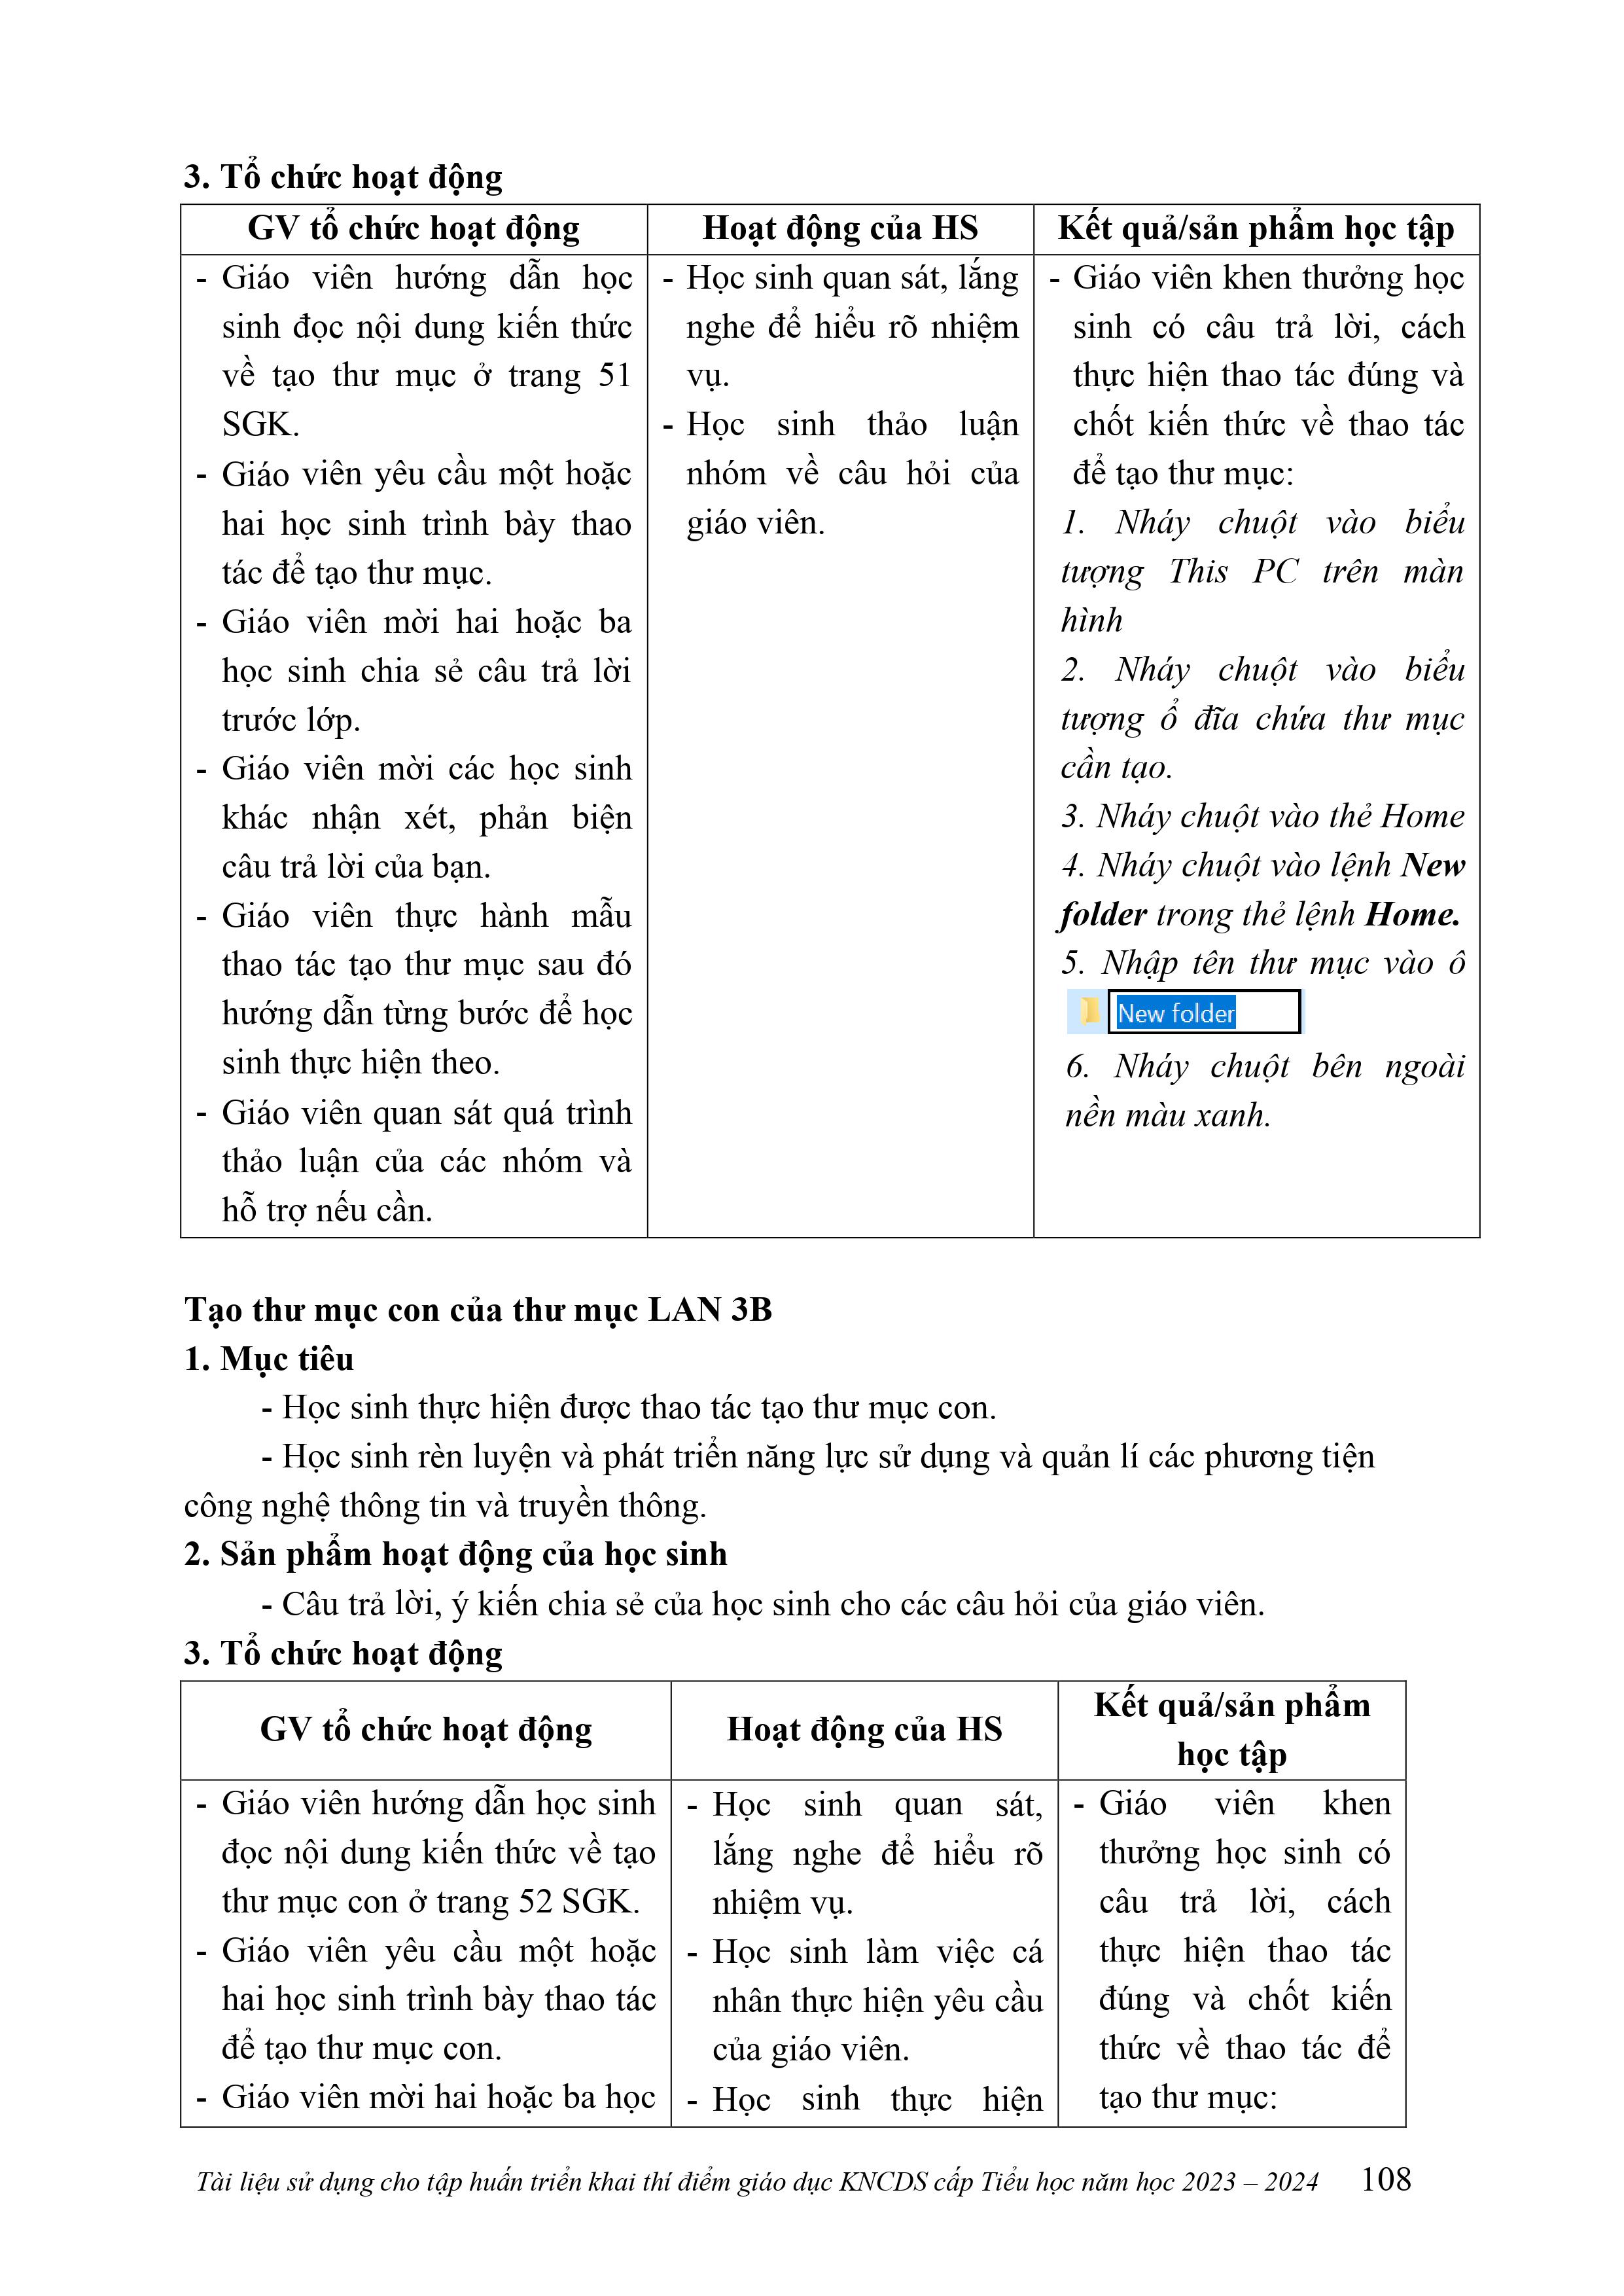 3. Tổ chức hoạt động
GV tổ chức hoạt động
Hoạt động của HS
Kết quả/sản phẩm học tập
- Giáo viên hướng dẫn học
sinh đọc nội dung kiến thức
về tạo thư mục ở trang 51
SGK.
- Giáo viên yêu cầu một hoặc
hai học sinh trình bày thao
tác để tạo thư mục.
- Giáo viên mời hai hoặc ba
học sinh chia sẻ câu trả lời
trước lớp.
- Giáo viên mời các học sinh
khác nhận xét, phản biện
câu trả lời của bạn.
- Giáo viên thực hành mẫu
thao tác tạo thư mục sau đó
hướng dẫn từng bước để học
sinh thực hiện theo.
- Giáo viên quan sát quá trình
thảo luận của các nhóm và
hỗ trợ nếu cần.
- Học sinh quan sát, lắng
nghe để hiểu rõ nhiệm
vụ.
- Học sinh thảo luận
nhóm về câu hỏi của
giáo viên.
- Giáo viên khen thưởng học
sinh có câu trả lời, cách
thực hiện thao tác đúng và
chốt kiến thức về thao tác
để tạo thư mục:
1. Nháy chuột vào biểu
tượng This PC trên màn
hình
2. Nháy chuột vào biểu
tượng ổ đĩa chứa thư mục
cần tạo.
3. Nháy chuột vào thẻ Home
4. Nháy chuột vào lệnh New
folder trong thẻ lệnh Home.
5. Nhập tên thư mục vào ô
New folder
6. Nháy chuột bên ngoài
nền màu xanh.
Tạo thư mục con của thư mục LAN 3B
1. Mục tiêu
- Học sinh thực hiện được thao tác tạo thư mục con.
- Học sinh rèn luyện và phát triển năng lực sử dụng và quản lí các phương tiện
công nghệ thông tin và truyền thông.
2. Sản phẩm hoạt động của học sinh
- Câu trả lời, ý kiến chia sẻ của học sinh cho các câu hỏi của giáo viên.
3. Tổ chức hoạt động
GV tổ chức hoạt động
Hoạt động của HS
Kết quả/sản phẩm
học tập
- Giáo viên hướng dẫn học sinh
đọc nội dung kiến thức về tạo
thư mục con ở trang 52 SGK.
- Giáo viên yêu cầu một hoặc
hai học sinh trình bày thao tác
để tạo thư mục con.
- Giáo viên mời hai hoặc ba học
- Học sinh quan sát,
lắng nghe để hiểu rõ
nhiệm vụ.
- Học sinh làm việc cá
nhân thực hiện yêu cầu
của giáo viên.
- Học sinh thực hiện
- Giáo viên khen
thưởng học sinh có
câu trả lời, cách
thực hiện thao tác
đúng và chốt kiến
thức về thao tác để
tạo thư mục:
Tài liệu sử dụng cho tập huấn triển khai thí điểm giáo dục KNCDS cấp Tiểu học năm học 2023 – 2024 108